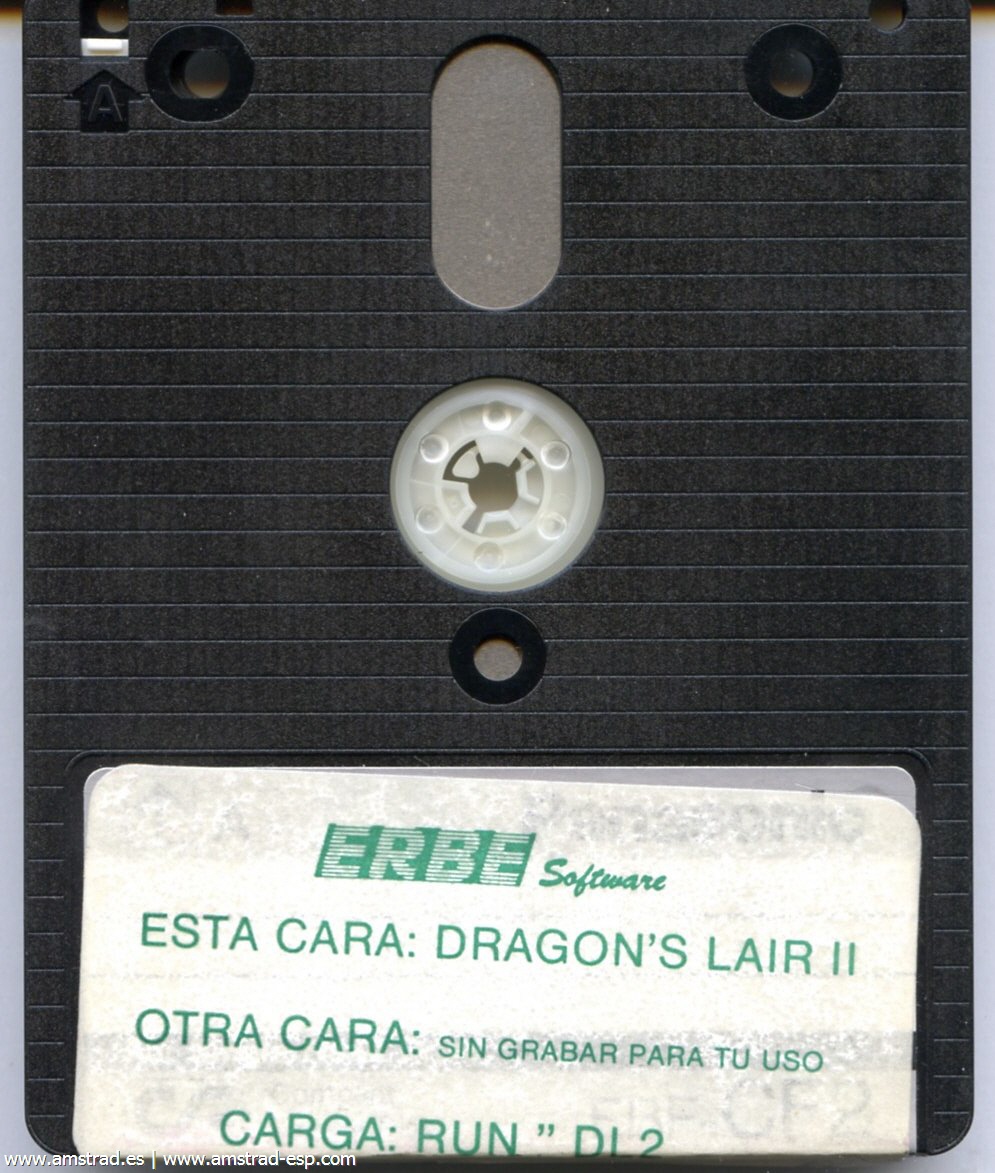 A
ERBE Software
ESTA CARA: DRAGON'S LAIR II
OTRA CARA: SIN GRABAR PARA TU USO
CARGA: RUN " DL2
www.amstrad.es | www.amstrad-esp.com